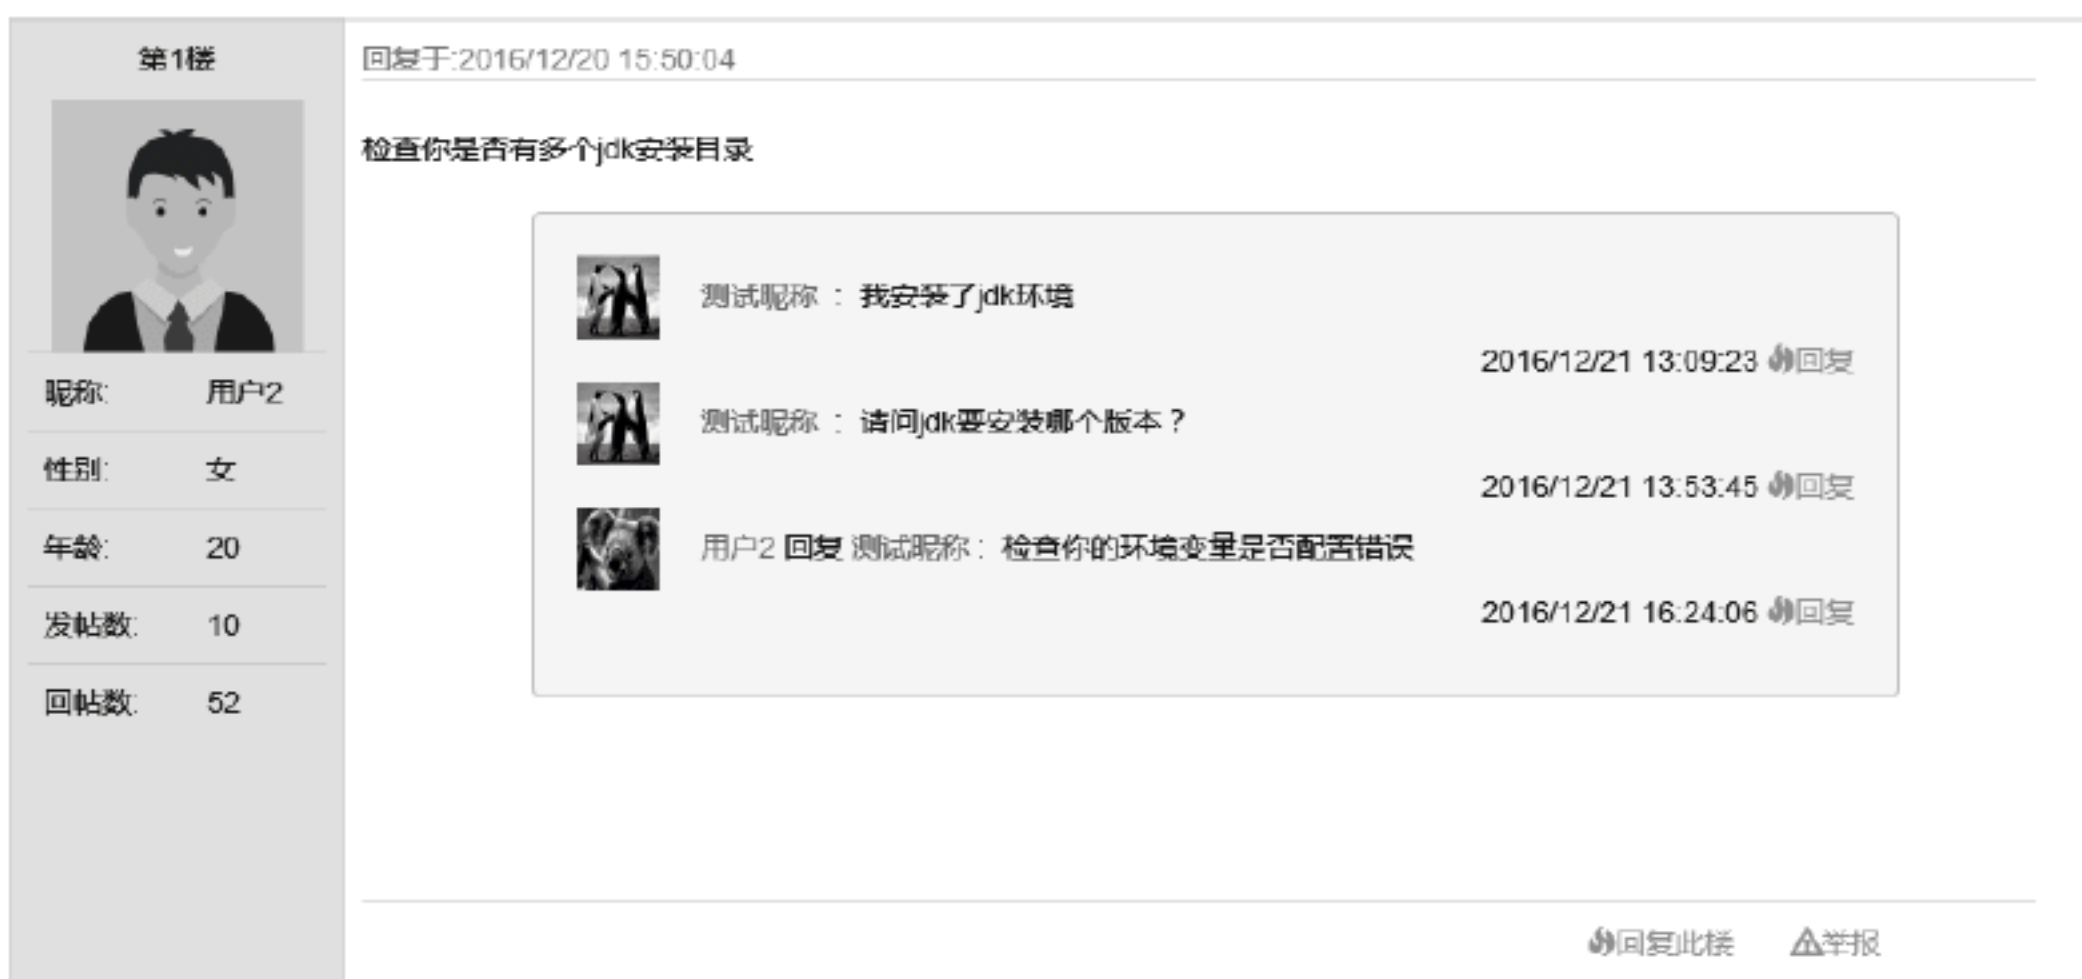 第1楼
回复于:2016/12/20 15:50:04
检查你是否有多个jdk安装目录
测试昵称 ： 我安装了jdk环境
2016/12/21 13:09:23 回复
测试昵称 ： 请问jdk要安装哪个版本？
2016/12/21 13:53:45 回复
用户2 回复 测试昵称 ： 检查你的环境变量是否配置错误
2016/12/21 16:24:06 回复
昵称: 用户2
性别: 女
年龄: 20
发帖数: 10
回帖数: 52
回复此楼 举报